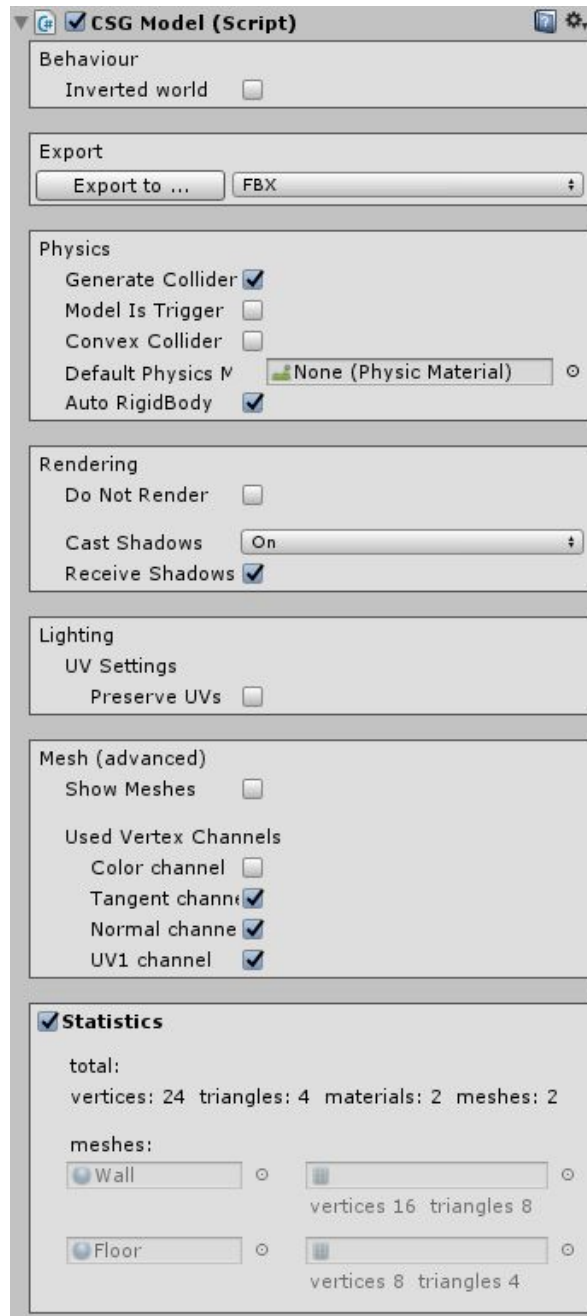 CSG Model (Script)
Behaviour
Inverted world
Export
Export to ... FBX
Physics
Generate Collider
Model Is Trigger
Convex Collider
Default Physics M None (Physic Material)
Auto RigidBody
Rendering
Do Not Render
Cast Shadows On
Receive Shadows
Lighting
UV Settings
Preserve UVs
Mesh (advanced)
Show Meshes
Used Vertex Channels
Color channel
Tangent channe
Normal channe
UV1 channel
Statistics
total:
vertices: 24 triangles: 4 materials: 2 meshes: 2
meshes:
Wall
vertices 16 triangles 8
Floor
vertices 8 triangles 4